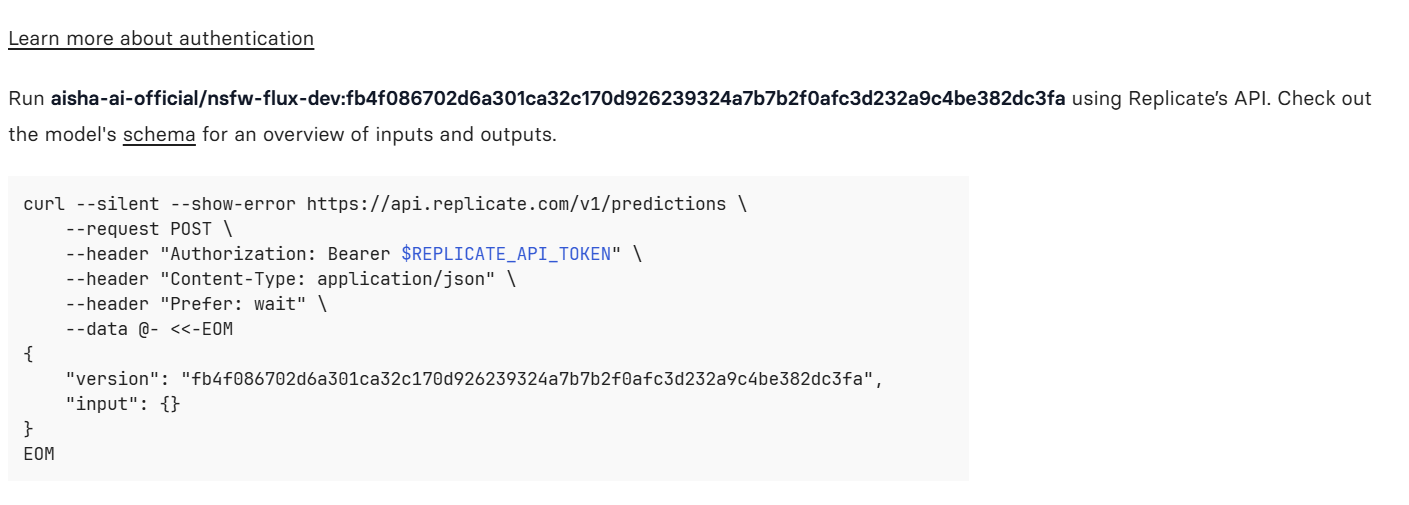 Learn more about authentication
Run aisha-ai-official/nsfw-flux-dev:fb4f086702d6a301ca32c170d926239324a7b7b2f0afc3d232a9c4be382dc3fa using Replicate’s API. Check out
the model's schema for an overview of inputs and outputs.
curl --silent --show-error https://api.replicate.com/v1/predictions \
    --request POST \
    --header "Authorization: Bearer $REPLICATE_API_TOKEN" \
    --header "Content-Type: application/json" \
    --header "Prefer: wait" \
    --data @- <<-EOM
{
    "version": "fb4f086702d6a301ca32c170d926239324a7b7b2f0afc3d232a9c4be382dc3fa",
    "input": {}
}
EOM